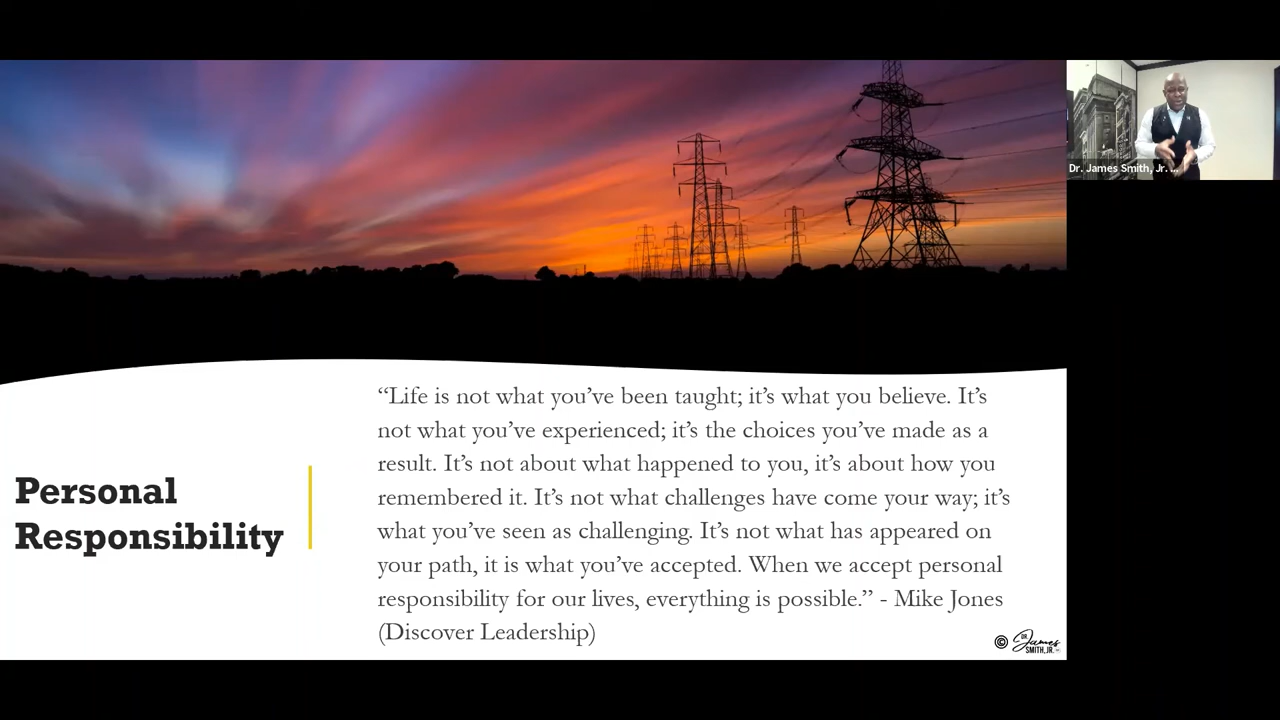 Dr. James Smith, Jr. ...
“Life is not what you’ve been taught; it’s what you believe. It’s
not what you’ve experienced; it’s the choices you’ve made as a
result. It’s not about what happened to you, it’s about how you
remembered it. It’s not what challenges have come your way; it’s
what you’ve seen as challenging. It’s not what has appeared on
your path, it is what you’ve accepted. When we accept personal
responsibility for our lives, everything is possible.” - Mike Jones
(Discover Leadership)
Personal
Responsibility
© DR. James
SMITH, JR.